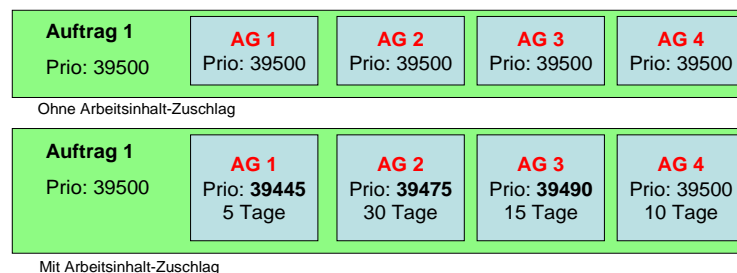 Auftrag 1
Prio: 39500
AG 1
Prio: 39500
AG 2
Prio: 39500
AG 3
Prio: 39500
AG 4
Prio: 39500
Ohne Arbeitsinhalt-Zuschlag
Auftrag 1
Prio: 39500
AG 1
Prio: 39445
5 Tage
AG 2
Prio: 39475
30 Tage
AG 3
Prio: 39490
15 Tage
AG 4
Prio: 39500
10 Tage
Mit Arbeitsinhalt-Zuschlag